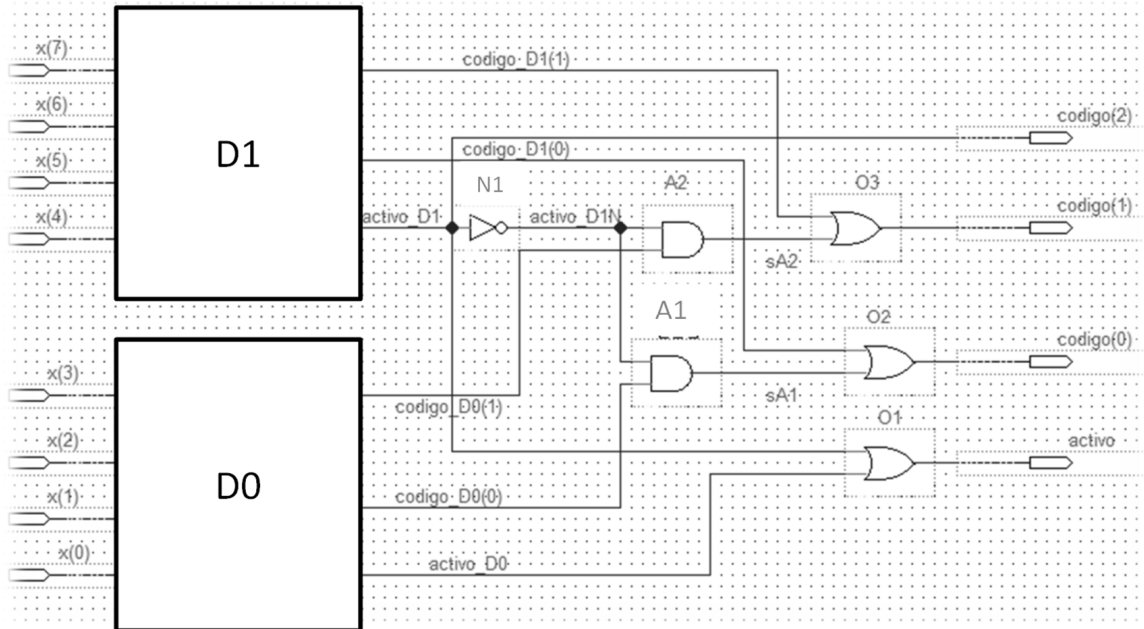 x(7)
codigo_D1(1)
x(6)
codigo(2)
D1
codigo_D1(0)
x(5)
N1
A2
O3
x(4)
activo_D1
activo_D1N
codigo(1)
sA2
A1
O2
codigo(0)
x(3)
sA1
codigo_D0(1)
O1
x(2)
activo
D0
x(1)
codigo_D0(0)
x(0)
activo_D0